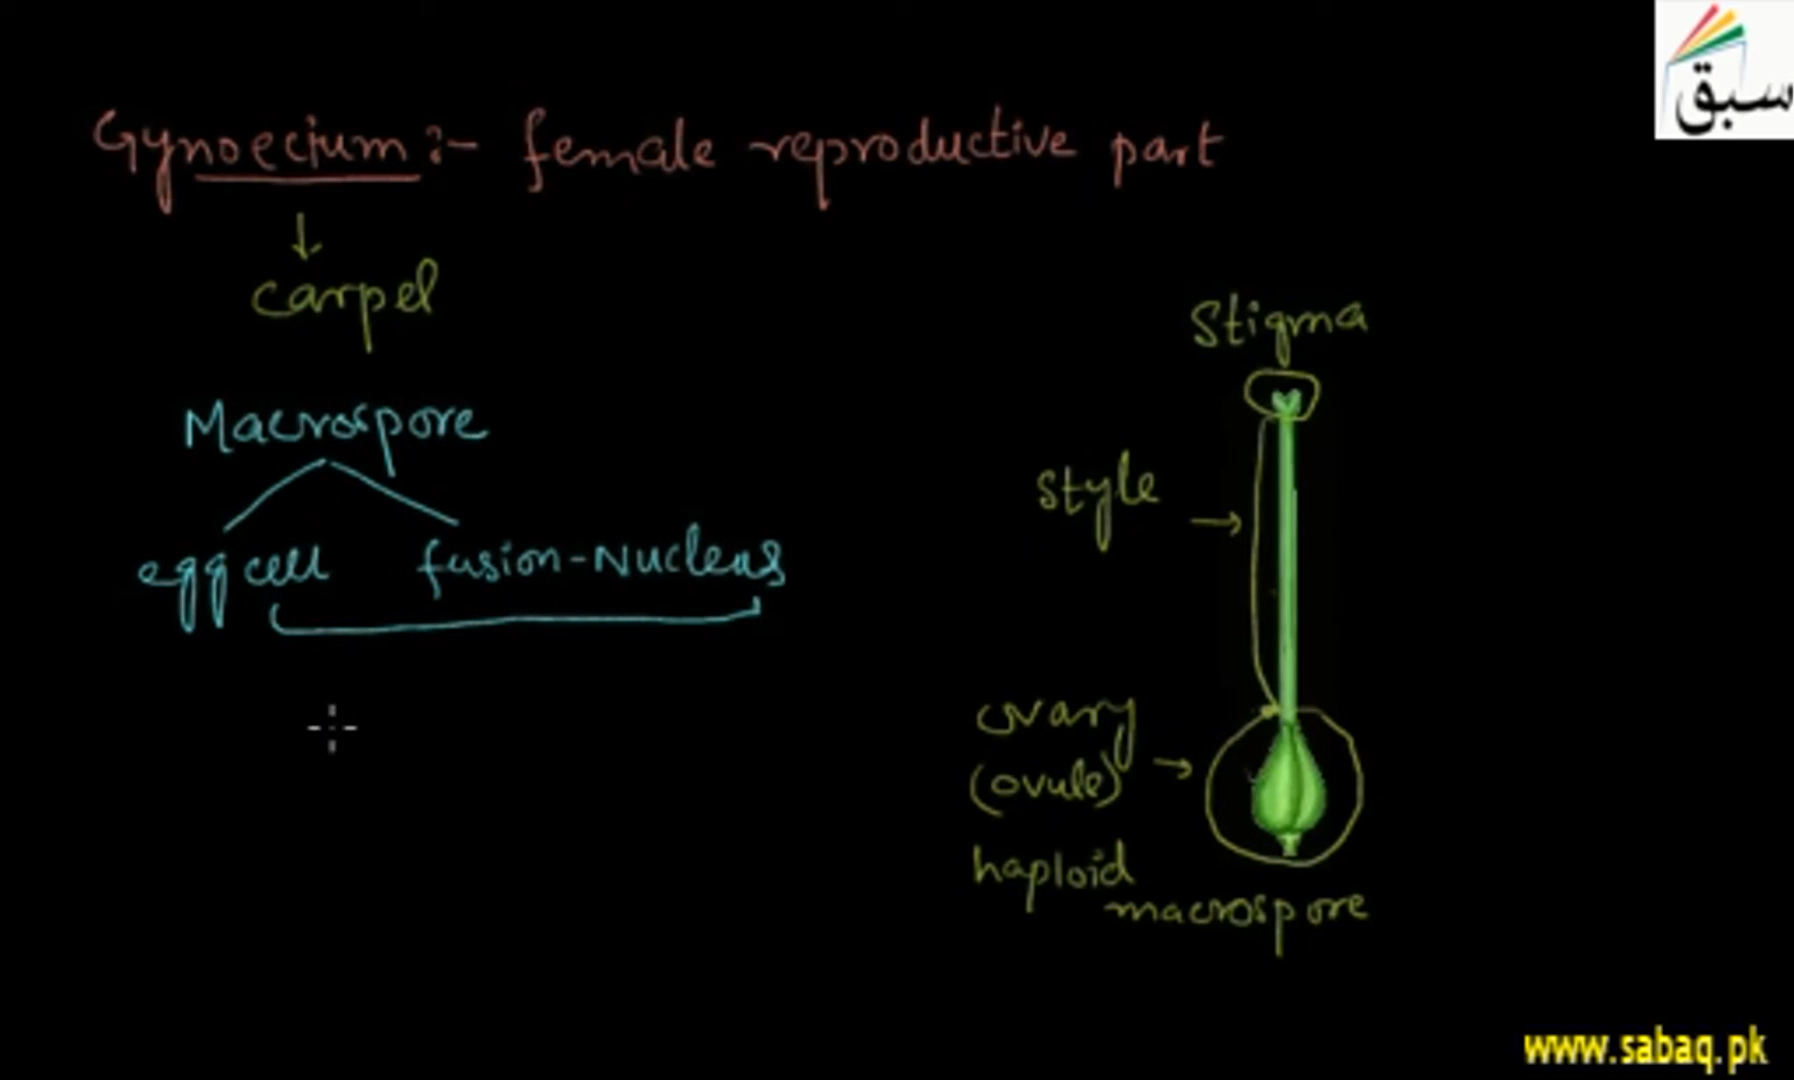 سبق
Gynoecium :- female reproductive part
↓
carpel
Stigma
Macrospore
style →
egg cell fusion-Nucleus
ovary
(ovule) →
haploid
macrospore
www.sabaq.pk